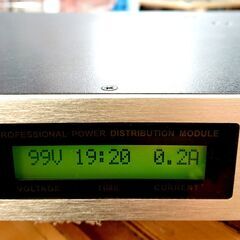 PROFESSIONAL POWER DISTRIBUTION MODULE
99V 19:20 0.2A
VOLTAGE TIME CURRENT